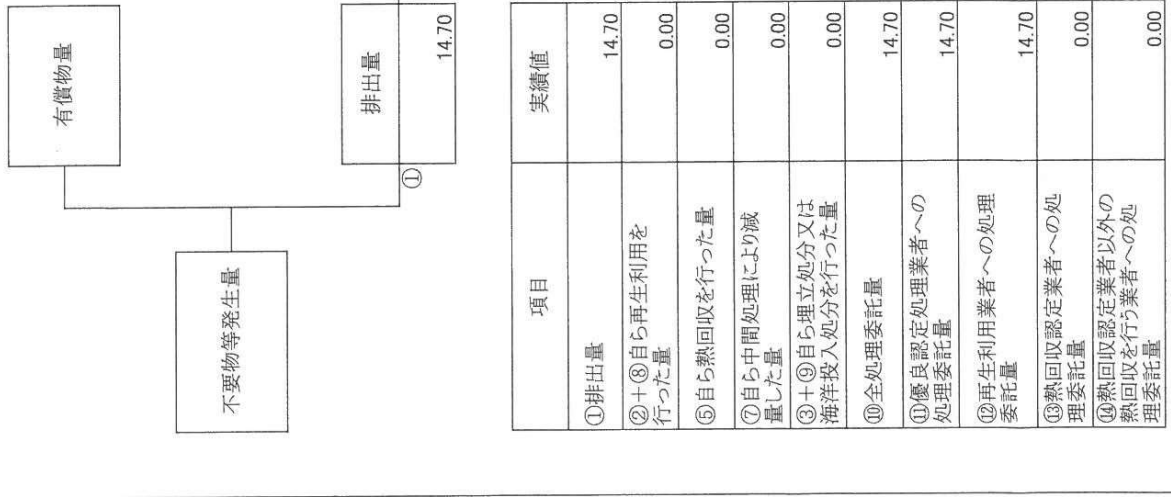 有償物量
不要物等発生量
排出量
①
14.70
項目
実績値
①排出量
14.70
②+⑧自ら再生利用を
行った量
0.00
⑤自ら熱回収を行った量
0.00
⑦自ら中間処理により減
量した量
0.00
③+⑨自ら埋立処分又は
海洋投入処分を行った量
0.00
⑩全処理委託量
14.70
⑪優良認定処理業者への
処理委託量
14.70
⑫再生利用業者への処理
委託量
14.70
⑬熱回収認定業者への処
理委託量
0.00
⑭熱回収認定業者以外の
熱回収を行う業者への処
理委託量
0.00